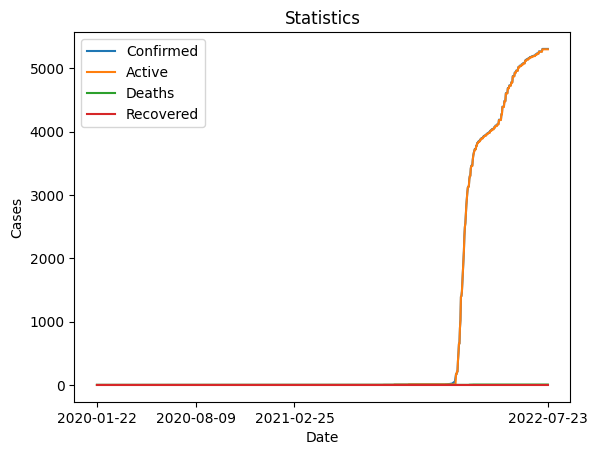 Statistics
Confirmed
Active
Deaths
Recovered
5000
4000
3000
2000
1000
0
Cases
2020-01-22 2020-08-09 2021-02-25 2022-07-23
Date